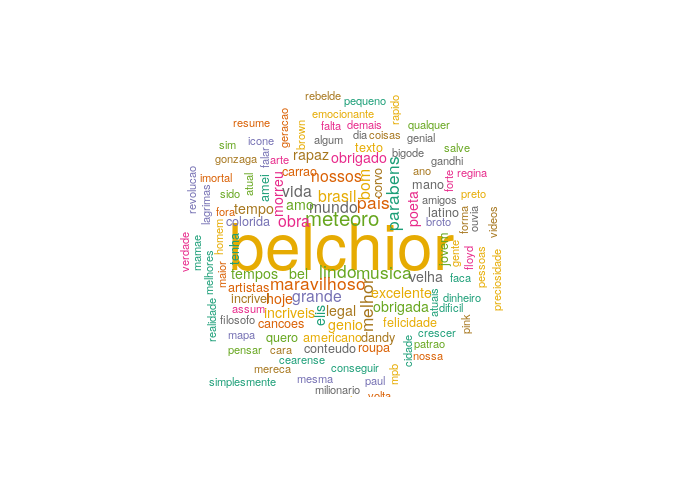 rebelde
pequeno
rapido
emocionante
resume
geracao
brown
falta
demais
qualquer
sim
icone
algum
dia
coisas
genial
salve
gonzaga
falar
arte
rapaz
obrigado
texto
bigode
gandhi
imortal
atual
amei
carrao
nossos
corvo
ano
forte
regina
revolucao
sido
morreu
vida
brasil
bom
parabens
mano
amigos
preto
lagrimas
fora
tempo
amo
mundo
pais
poeta
latino
ouvia
colorida
obra
meteoro
broto
forma
videos
verdade
mamae
homem
tenha
belchior
jovem
gente
floyd
pessoas
preciosidade
melhores
maior
tempos
bel
lindo
musica
velha
faca
artistas
maravilhoso
melhor
excelente
atuais
dinheiro
assum
incrivel
hoje
grande
legal
obrigada
dificil
realidade
filosofo
cancoes
incriveis
elis
genio
felicidade
pink
mapa
quero
americano
dandy
crescer
pensar
cara
conteudo
roupa
cidade
patrao
nossa
cearense
mereca
conseguir
simplesmente
mesma
paul
mpb
milionario
volta